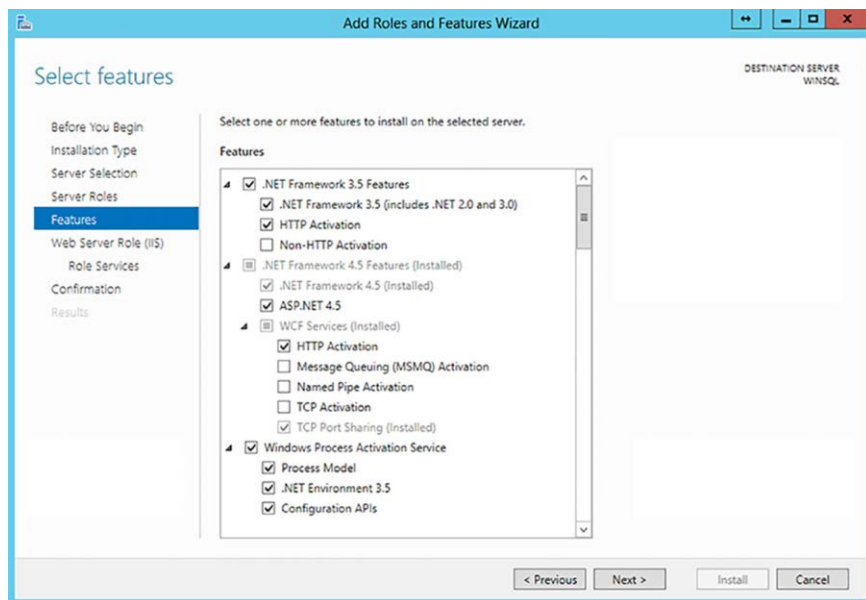 Add Roles and Features Wizard
Select features
DESTINATION SERVER
WINSQL
Before You Begin
Installation Type
Server Selection
Server Roles
Features
Web Server Role (IIS)
Role Services
Confirmation
Results
Select one or more features to install on the selected server.
Features
.NET Framework 3.5 Features
.NET Framework 3.5 (includes .NET 2.0 and 3.0)
HTTP Activation
Non-HTTP Activation
.NET Framework 4.5 Features (Installed)
.NET Framework 4.5 (Installed)
ASP.NET 4.5
WCF Services (Installed)
HTTP Activation
Message Queuing (MSMQ) Activation
Named Pipe Activation
TCP Activation
TCP Port Sharing (Installed)
Windows Process Activation Service
Process Model
.NET Environment 3.5
Configuration APIs
< Previous
Next >
Install
Cancel